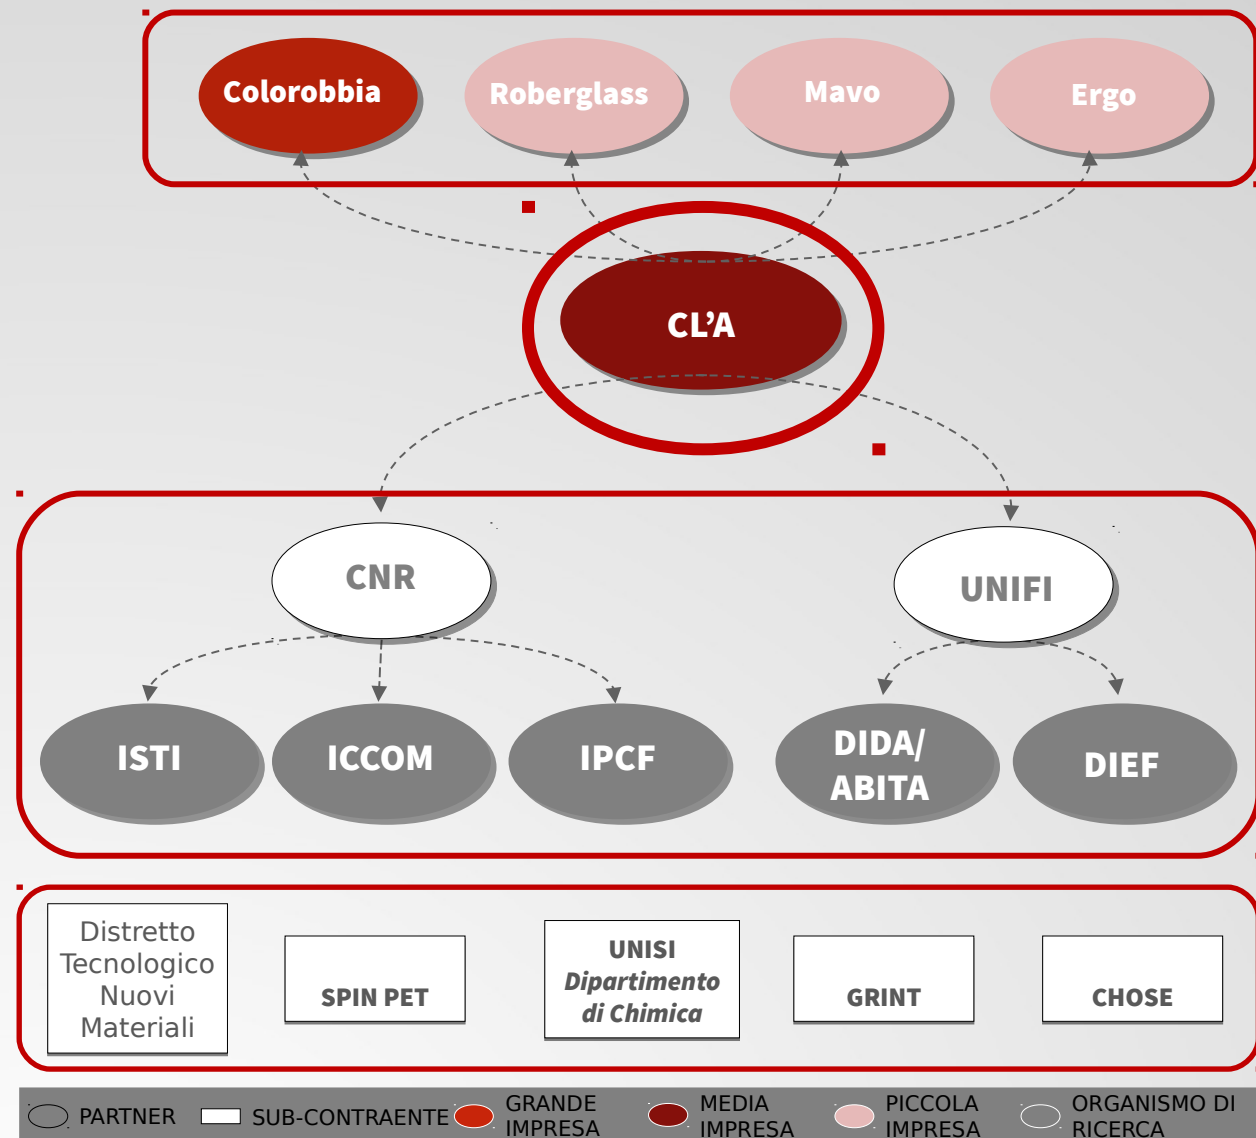 Colorobbia
Roberglass
Mavo
Ergo
CL’A
CNR
UNIFI
ISTI
ICCOM
IPCF
DIDA/
ABITA
DIEF
Distretto
Tecnologico
Nuovi
Materiali
SPIN PET
UNISI
Dipartimento
di Chimica
GRINT
CHOSE
PARTNER
SUB-CONTRAENTE
GRANDE
IMPRESA
MEDIA
IMPRESA
PICCOLA
IMPRESA
ORGANISMO DI
RICERCA